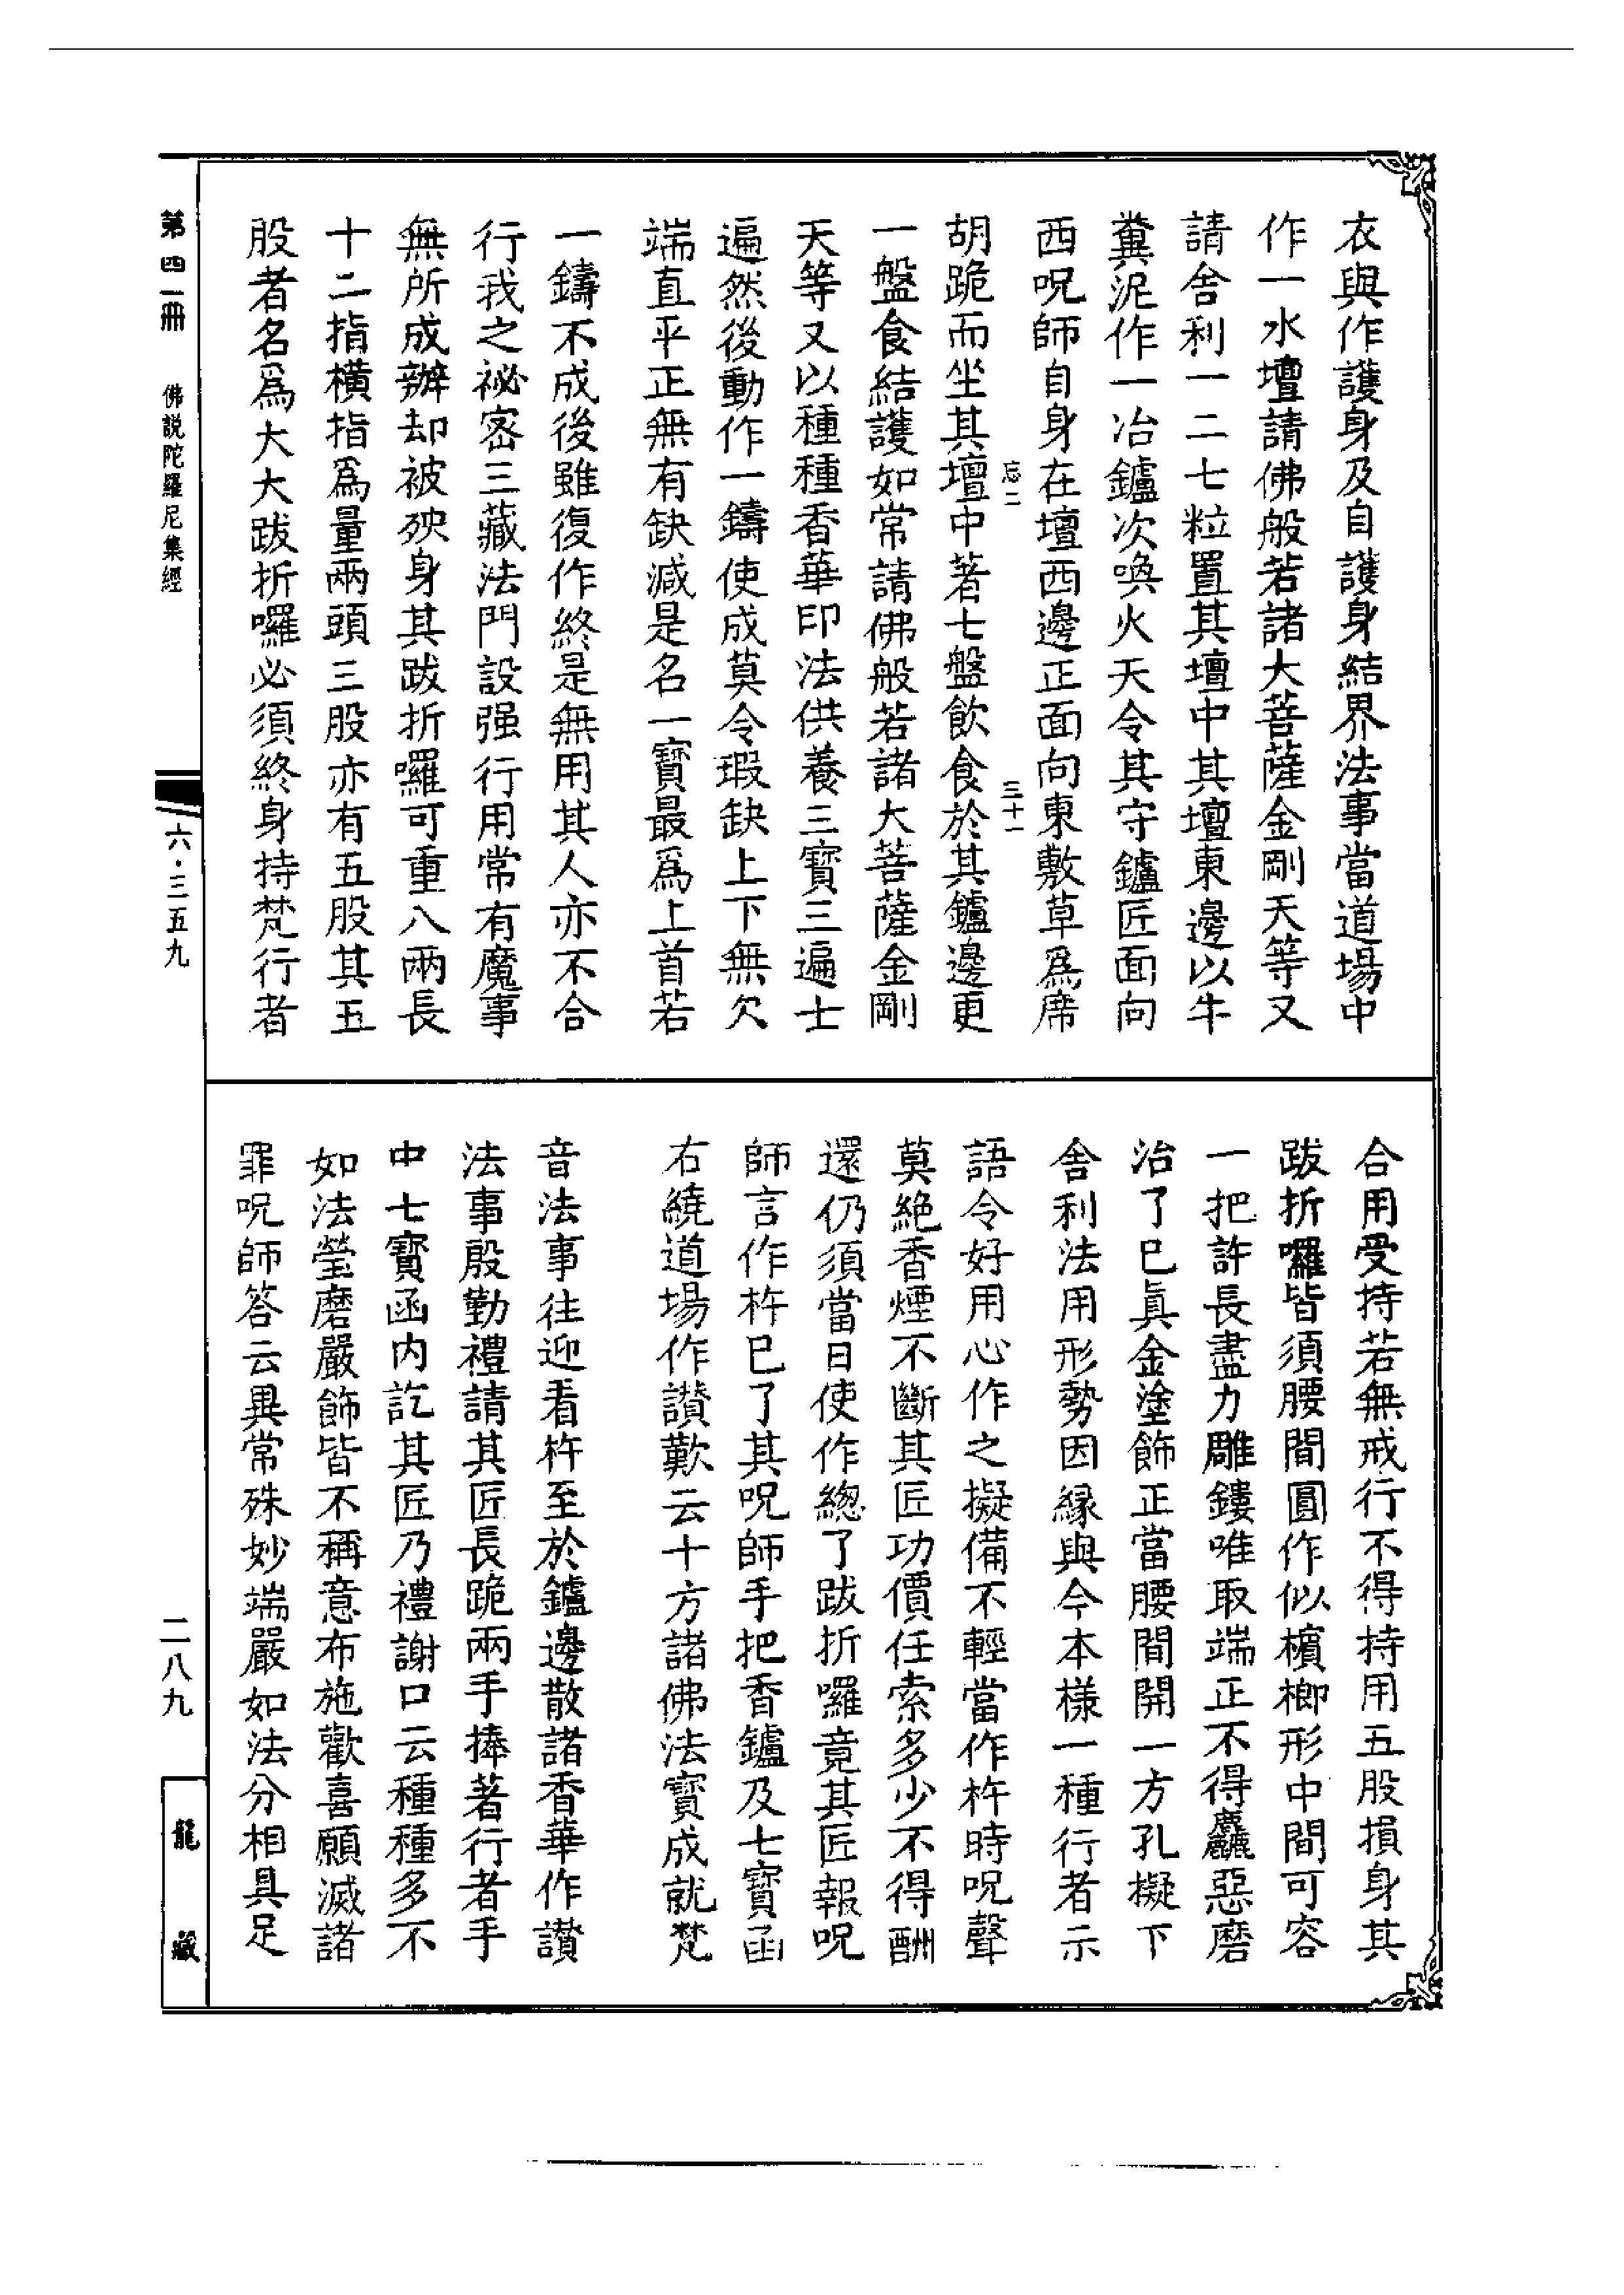 衣與作護身及自護身結界法事當道場中
作一水壇請佛般若諸大菩薩金剛天等又
請舍利一二七粒置其壇中其壇東邊以牛
糞泥作一冶鑪次喚火天令其守鑪匠面向
西呪師自身在壇西邊正面向東敷草爲席
忘二 三十一
胡跪而坐其壇中著七盤飲食於其鑪邊更
一盤食結護如常請佛般若諸大菩薩金剛
天等又以種種香華印法供養三寶三遍士
遍然後動作一鑄使成莫令瑕缺上下無欠
端直平正無有缺減是名一寶最爲上首若
一鑄不成後雖復作終是無用其人亦不合
行我之祕密三藏法門設强行用常有魔事
無所成辦却被殃身其跋折囉可重八兩長
十二指橫指爲量兩頭三股亦有五股其五
股者名爲大大跋折囉必須終身持梵行者
合用受持若無戒行不得持用五股損身其
跋折囉皆須腰間圓作似檳榔形中間可容
一把許長盡力雕鏤唯取端正不得麤惡磨
治了已眞金塗飾正當腰間開一方孔擬下
舍利法用形勢因緣與今本樣一種行者示
語令好用心作之擬備不輕當作杵時呪聲
莫絕香煙不斷其匠功價任索多少不得酬
還仍須當日使作總了跋折囉竟其匠報呪
師言作杵已了其呪師手把香鑪及七寶函
右繞道場作讚歎云十方諸佛法寶成就梵
音法事往迎看杵至於鑪邊散諸香華作讚
法事殷勤禮請其匠長跪兩手捧著行者手
中七寶函內訖其匠乃禮謝口云種種多不
如法瑩磨嚴飾皆不稱意布施歡喜願滅諸
罪呪師答云異常殊妙端嚴如法分相具足
第四一冊 佛説陀羅尼集經
六·三五九
二八九
龍藏